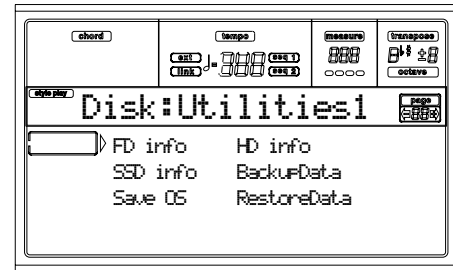 chord tempo measure transpose
ext seq 1
link seq 2
octave
style play Disk:Utilities1 page
FD info HD info
SSD info BackupData
Save OS RestoreData